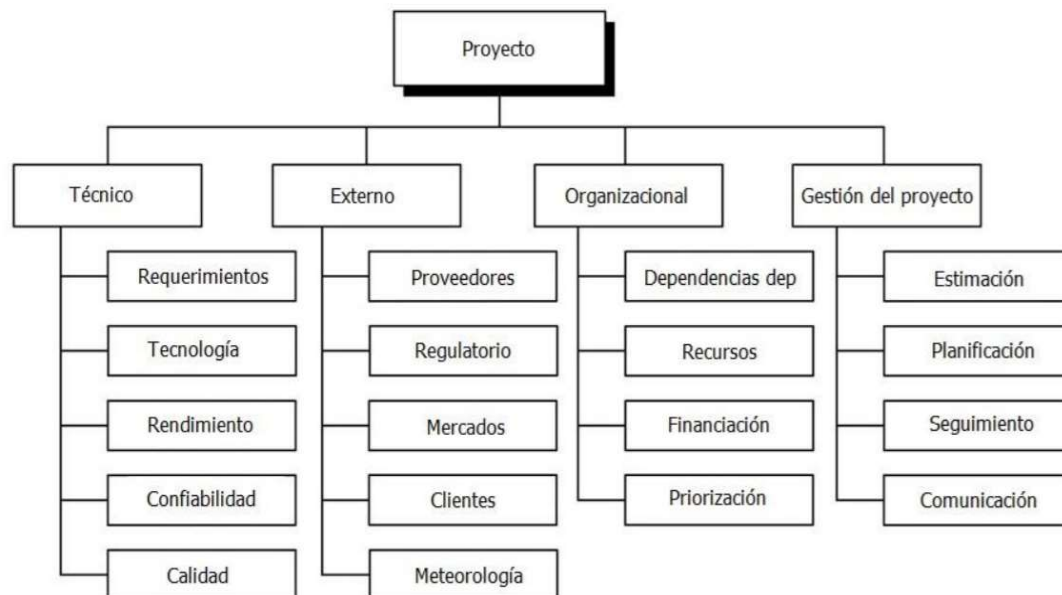 Proyecto
Técnico
Externo
Organizacional
Gestión del proyecto
Requerimientos
Proveedores
Dependencias dep
Estimación
Tecnología
Regulatorio
Recursos
Planificación
Rendimiento
Mercados
Financiación
Seguimiento
Confiabilidad
Clientes
Priorización
Comunicación
Calidad
Meteorología